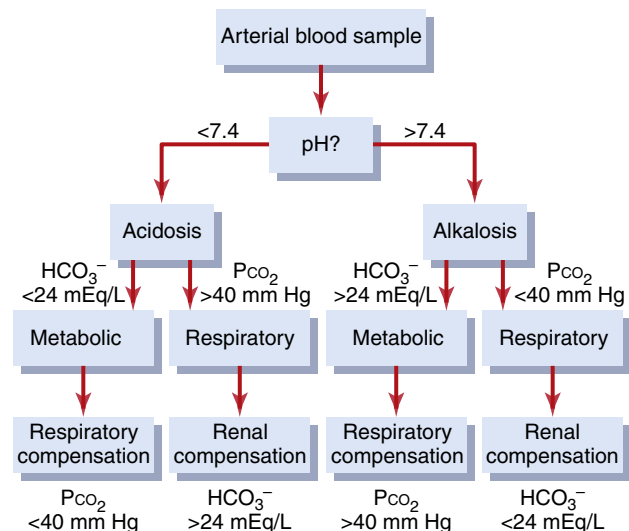 Arterial blood sample
<7.4
pH?
>7.4
Acidosis
Alkalosis
HCO₃⁻
<24 mEq/L
PCO₂
>40 mm Hg
HCO₃⁻
>24 mEq/L
PCO₂
<40 mm Hg
Metabolic
Respiratory
Metabolic
Respiratory
Respiratory
compensation
Renal
compensation
Respiratory
compensation
Renal
compensation
PCO₂
<40 mm Hg
HCO₃⁻
>24 mEq/L
PCO₂
>40 mm Hg
HCO₃⁻
<24 mEq/L